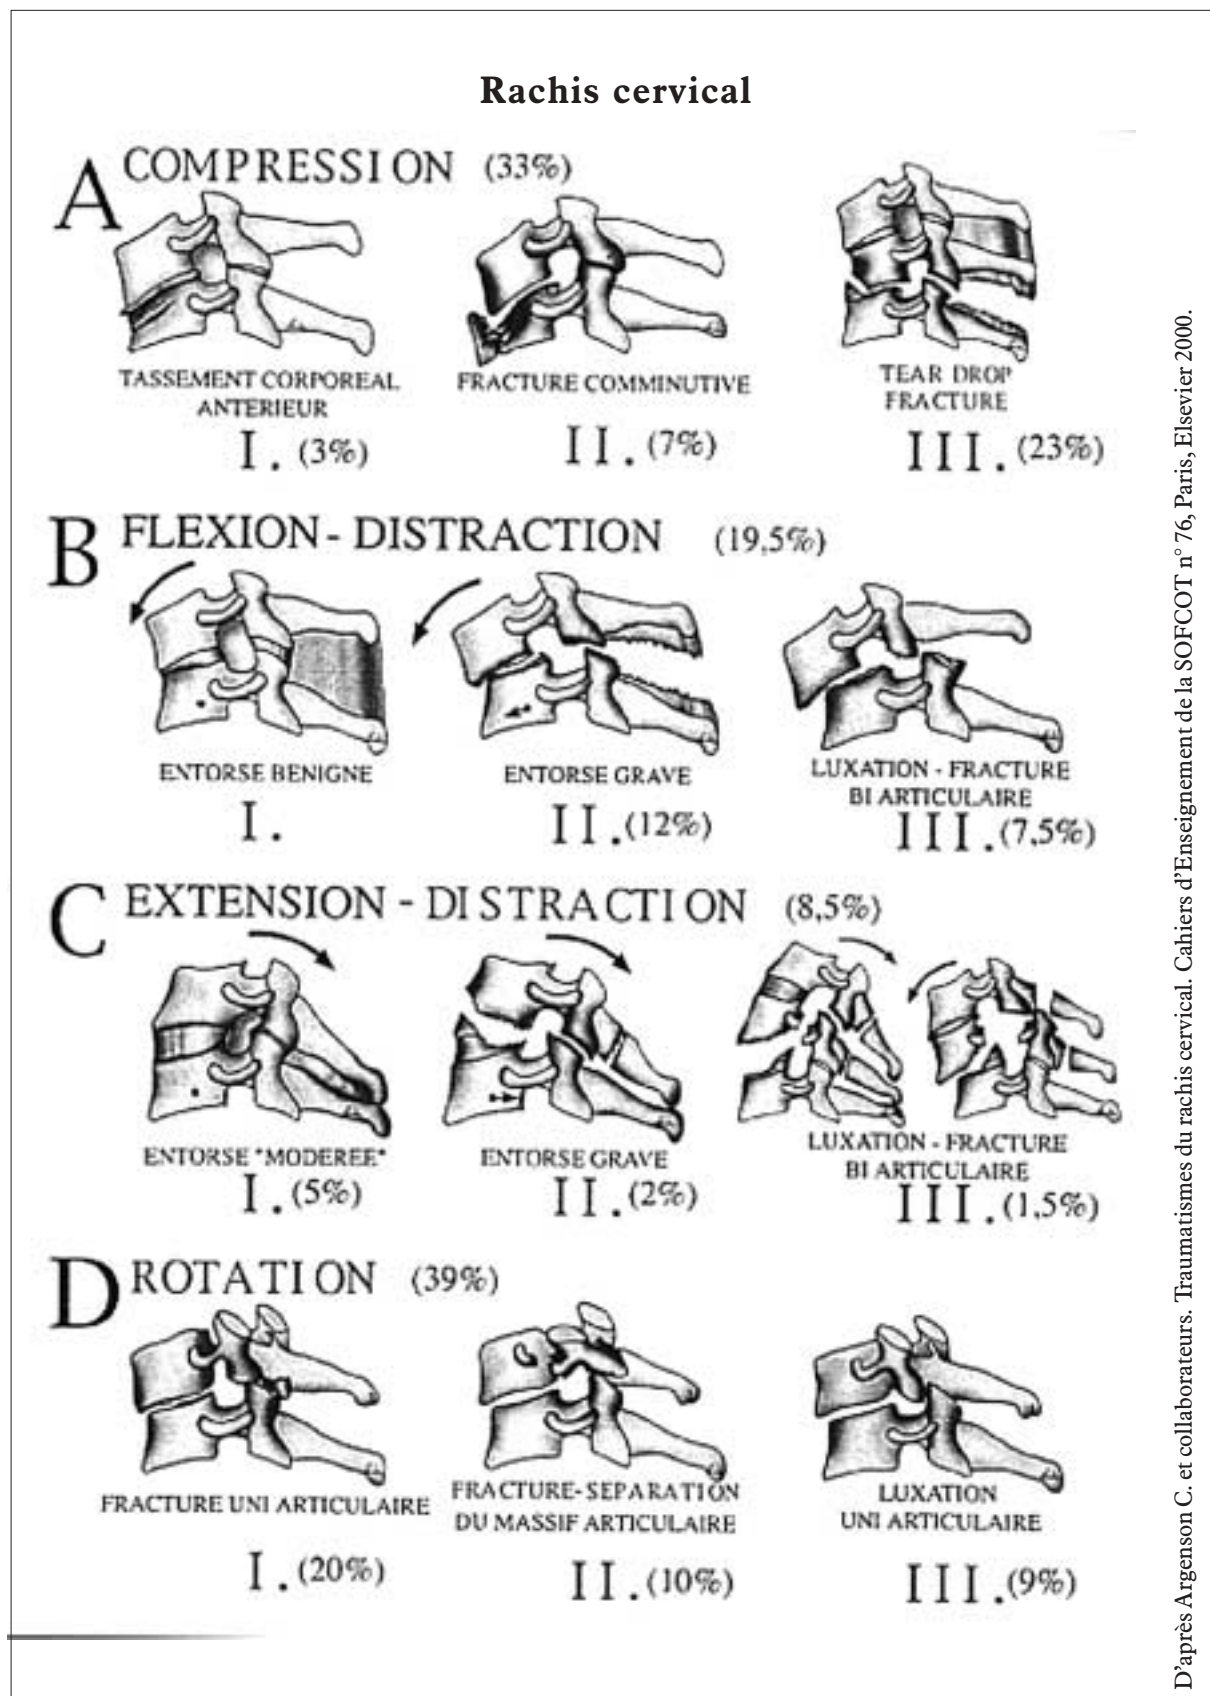 Rachis cervical
A COMPRESSION (33%)
TASSEMENT CORPOREAL
ANTERIEUR
I. (3%)
FRACTURE COMMINUTIVE
II. (7%)
TEAR DROP
FRACTURE
III. (23%)
B FLEXION - DISTRACTION (19,5%)
ENTORSE BENIGNE
I.
ENTORSE GRAVE
II. (12%)
LUXATION - FRACTURE
BI ARTICULAIRE
III. (7,5%)
C EXTENSION - DISTRACTION (8,5%)
ENTORSE "MODEREE"
I. (5%)
ENTORSE GRAVE
II. (2%)
LUXATION - FRACTURE
BI ARTICULAIRE
III. (1,5%)
D ROTATION (39%)
FRACTURE UNI ARTICULAIRE
I. (20%)
FRACTURE-SEPARATION
DU MASSIF ARTICULAIRE
II. (10%)
LUXATION
UNI ARTICULAIRE
III. (9%)
D'après Argenson C. et collaborateurs. Traumatismes du rachis cervical. Cahiers d'Enseignement de la SOFCOT n° 76, Paris, Elsevier 2000.